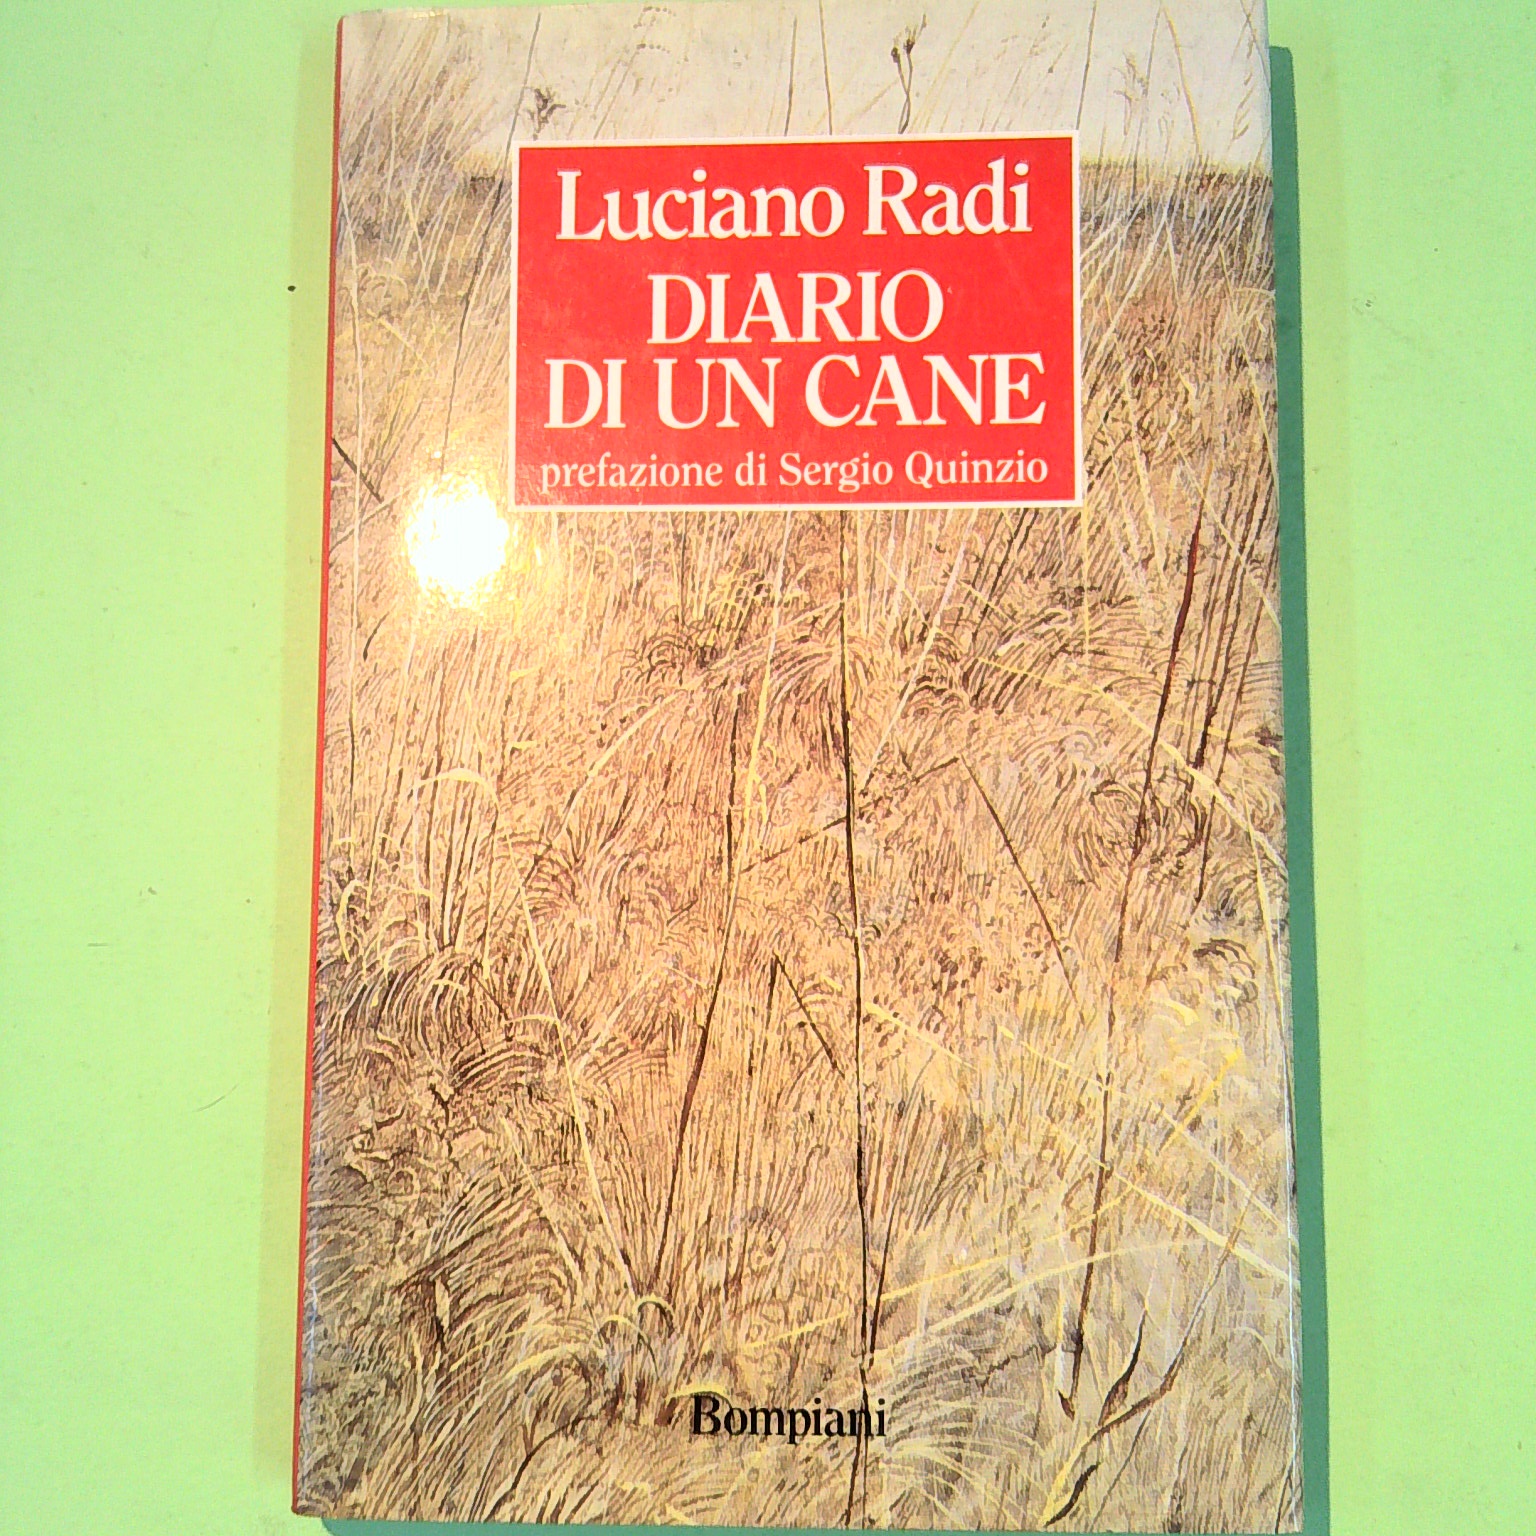 Luciano Radi
DIARIO
DI UN CANE
prefazione di Sergio Quinzio
Bompiani